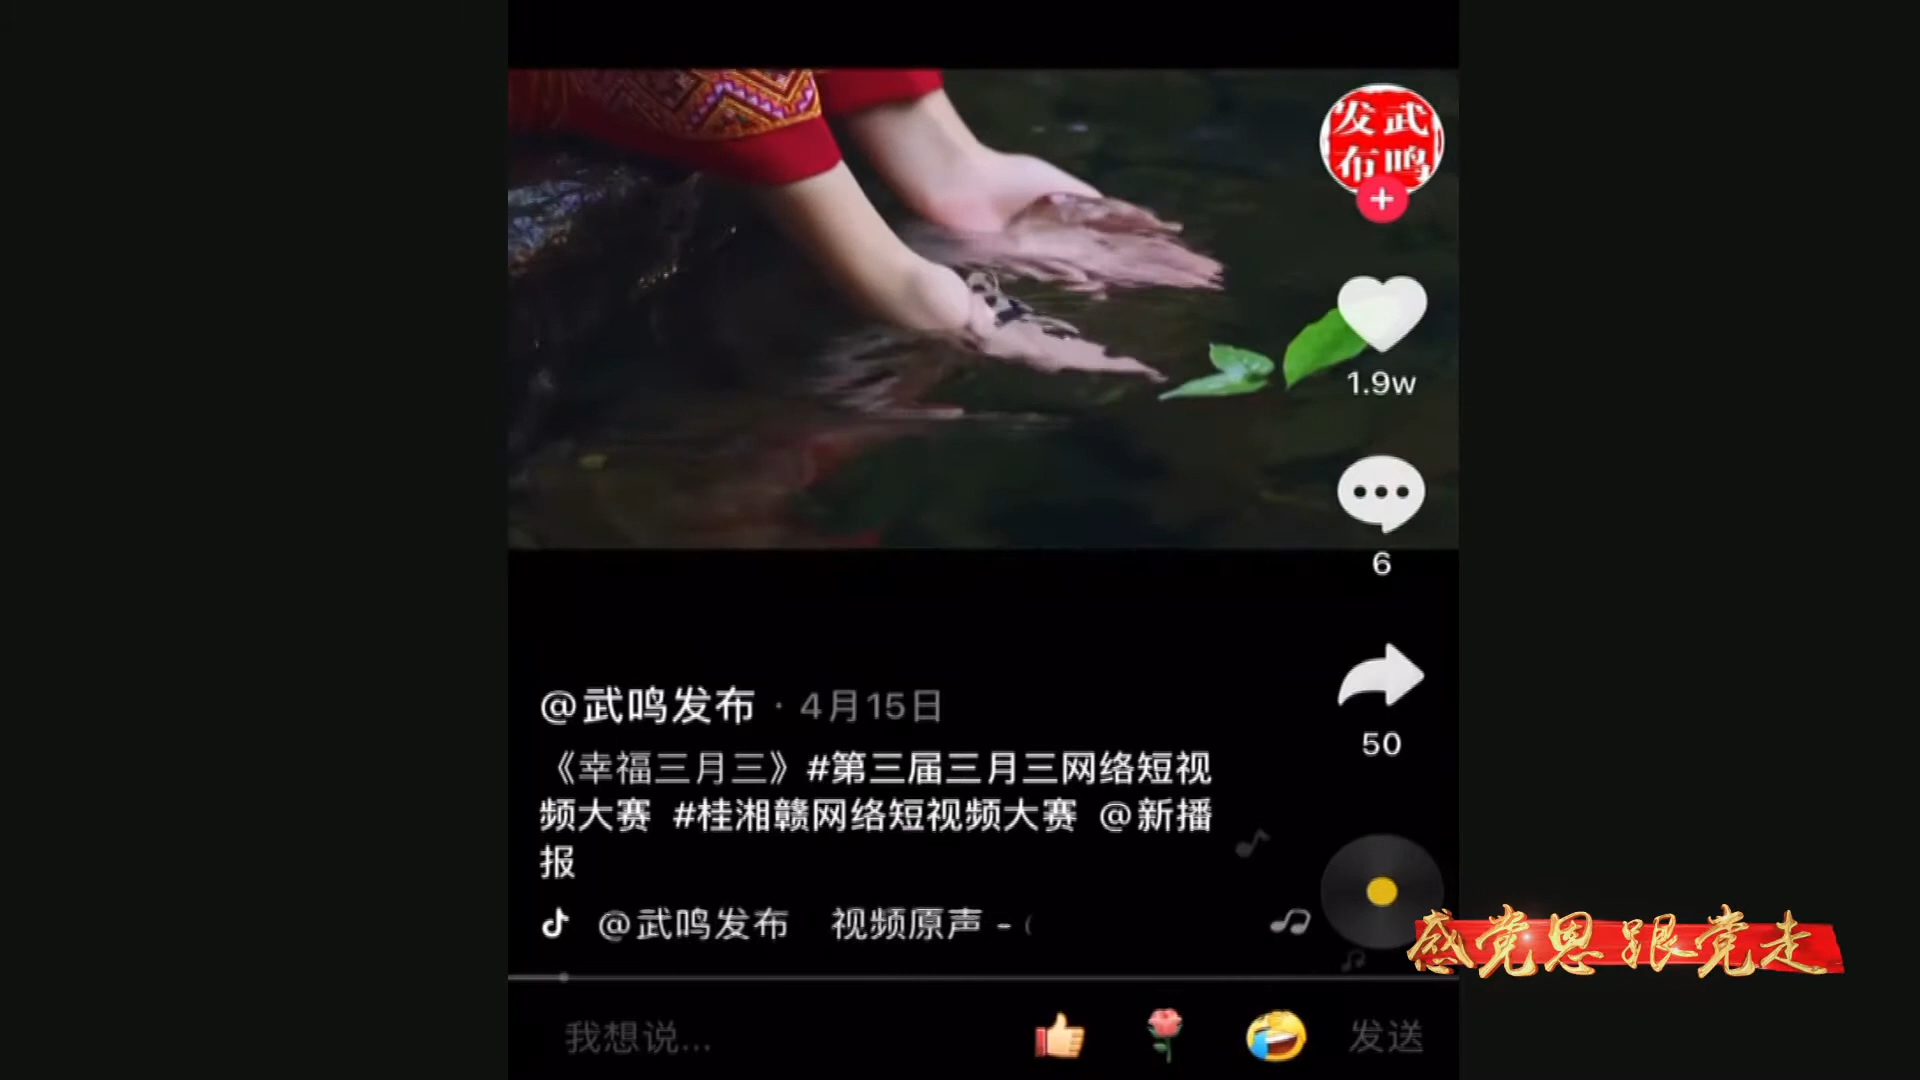 发武
布鸣
1.9w
6
50
@武鸣发布 · 4月15日
《幸福三月三》#第三届三月三网络短视
频大赛 #桂湘赣网络短视频大赛 @新播
报
@武鸣发布 视频原声 - (
感党恩 跟党走
我想说...
发送